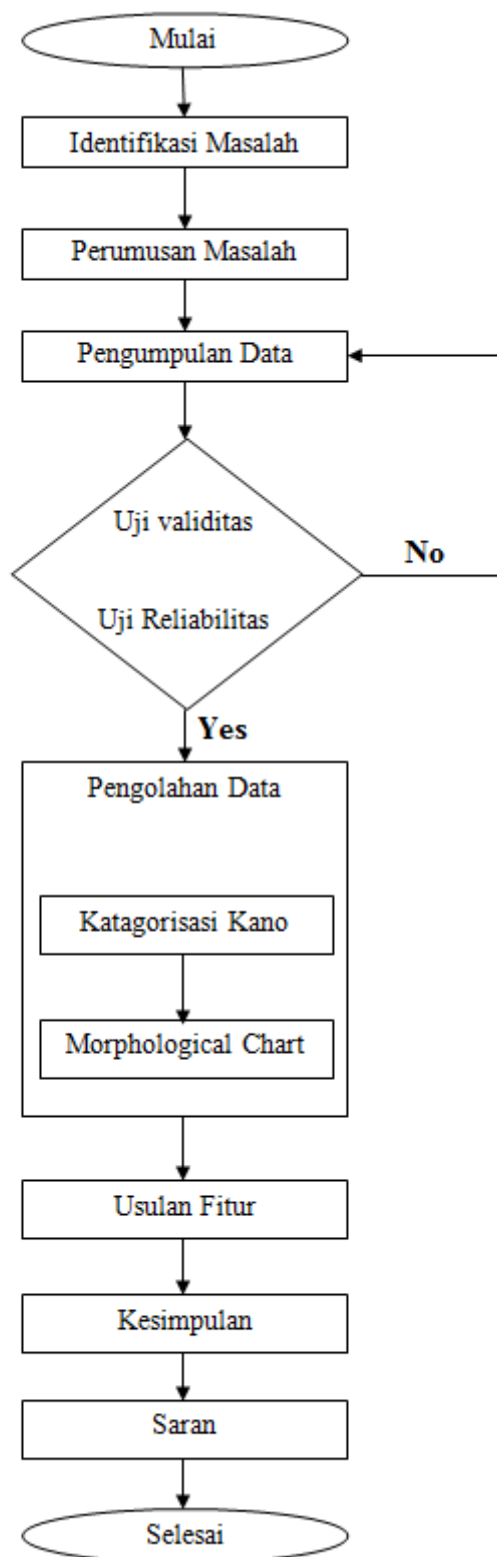 Mulai
Identifikasi Masalah
Perumusan Masalah
Pengumpulan Data
Uji validitas
No
Uji Reliabilitas
Yes
Pengolahan Data
Katagorisasi Kano
Morphological Chart
Usulan Fitur
Kesimpulan
Saran
Selesai